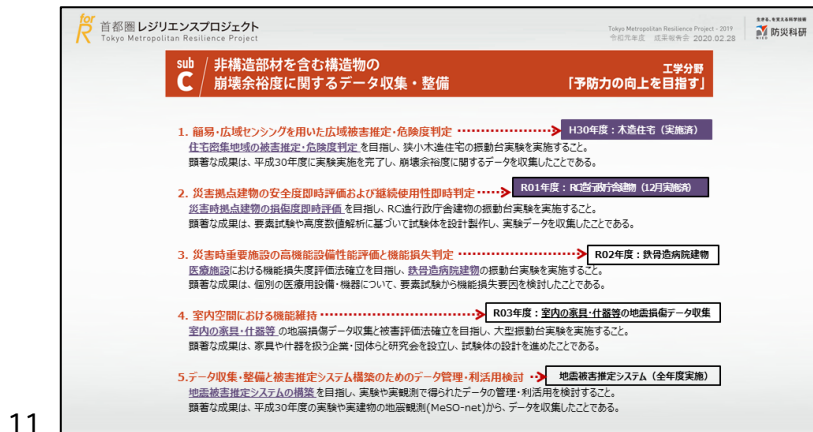 for R 首都圏レジリエンスプロジェクト
Tokyo Metropolitan Resilience Project
Tokyo Metropolitan Resilience Project - 2019
令和元年度 成果報告会 2020.02.28
生きる、を支える科学技術
NIED 防災科研
sub C 非構造部材を含む構造物の
崩壊余裕度に関するデータ収集・整備
工学分野
「予防力の向上を目指す」
1. 簡易・広域センシングを用いた広域被害推定・危険度判定 H30年度：木造住宅（実施済）
住宅密集地域の被害推定・危険度判定 を目指し、狭小木造住宅の振動台実験を実施すること。
顕著な成果は、平成30年度に実験実施を完了し、崩壊余裕度に関するデータを収集したことである。
2. 災害拠点建物の安全度即時評価および継続使用性即時判定 R01年度：RC造行政庁舎建物（12月実施済）
災害時拠点建物の損傷度即時評価 を目指し、RC造行政庁舎建物の振動台実験を実施すること。
顕著な成果は、要素試験や高度数値解析に基づいて試験体を設計製作し、実験データを収集したことである。
3. 災害時重要施設の高機能設備性能評価と機能損失判定 R02年度：鉄骨造病院建物
医療施設における機能損失度評価法確立を目指し、鉄骨造病院建物の振動台実験を実施すること。
顕著な成果は、個別の医療用設備・機器について、要素試験から機能損失要因を検討したことである。
4. 室内空間における機能維持 R03年度：室内の家具・什器等の地震損傷データ収集
室内の家具・什器等 の地震損傷データ収集と被害評価法確立を目指し、大型振動台実験を実施すること。
顕著な成果は、家具や什器を扱う企業・団体らと研究会を設立し、試験体の設計を進めたことである。
5.データ収集・整備と被害推定システム構築のためのデータ管理・利活用検討 地震被害推定システム（全年度実施）
地震被害推定システムの構築 を目指し、実験や実観測で得られたデータの管理・利活用を検討すること。
顕著な成果は、平成30年度の実験や実建物の地震観測(MeSO-net)から、データを収集したことである。
11